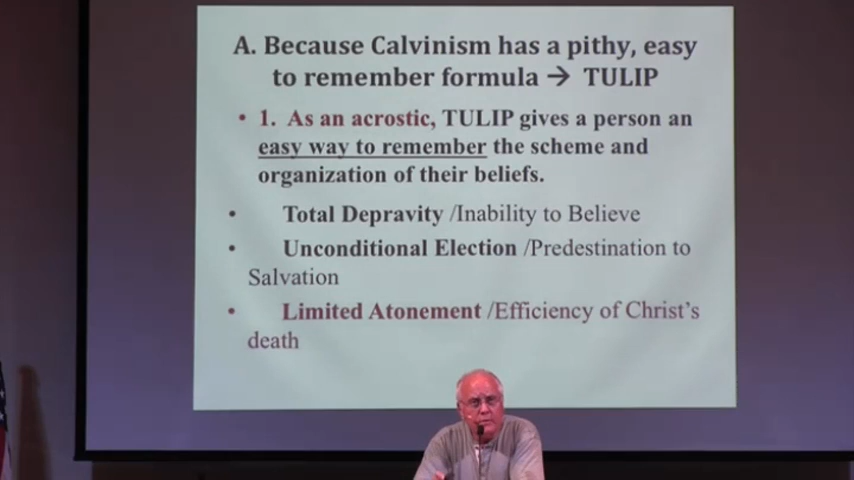 A. Because Calvinism has a pithy, easy
to remember formula → TULIP
• 1. As an acrostic, TULIP gives a person an
easy way to remember the scheme and
organization of their beliefs.
• Total Depravity /Inability to Believe
• Unconditional Election /Predestination to
Salvation
• Limited Atonement /Efficiency of Christ's
death